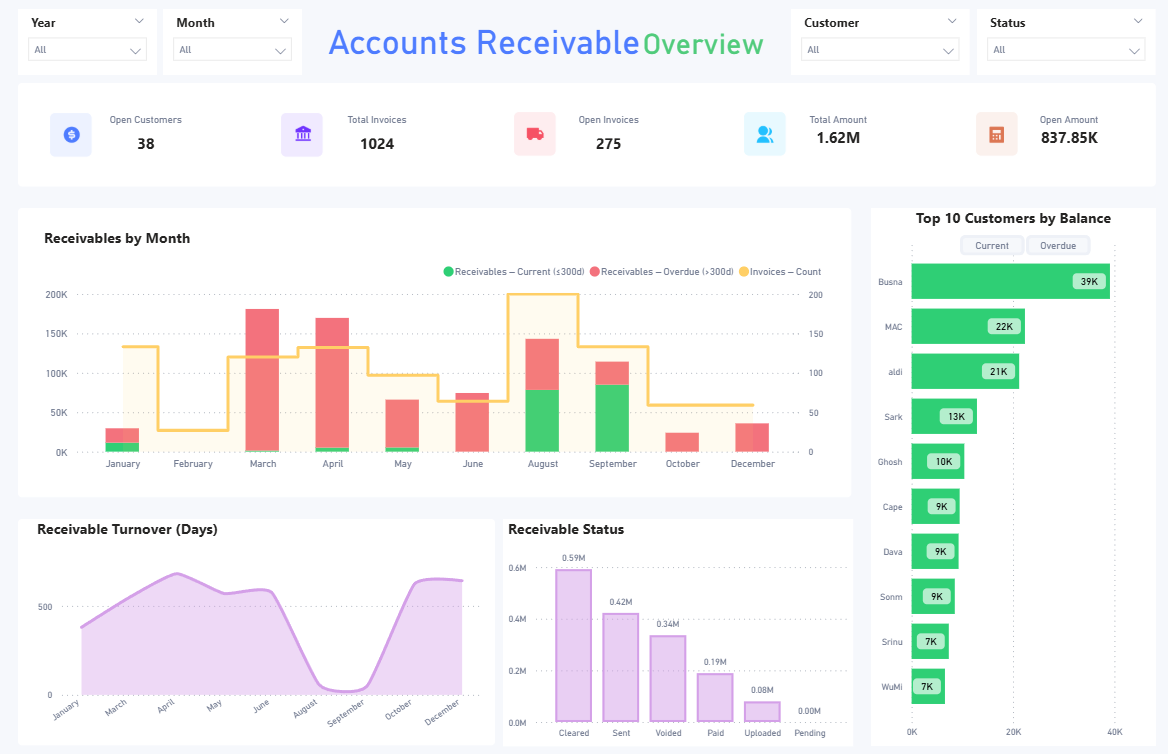 Year
All
Month
All
Accounts Receivable Overview
Customer
All
Status
All
Open Customers
38
Total Invoices
1024
Open Invoices
275
Total Amount
1.62M
Open Amount
837.85K
Receivables by Month
Receivables – Current (≤300d) Receivables – Overdue (>300d) Invoices – Count
200K 200
150K 150
100K 100
50K 50
0K 0
January February March April May June August September October December
Top 10 Customers by Balance
Current Overdue
Busna 39K
MAC 22K
aldi 21K
Sark 13K
Ghosh 10K
Cape 9K
Dava 9K
Sonm 9K
Srinu 7K
WuMi 7K
0K 20K 40K
Receivable Turnover (Days)
500
0
January March April May June August September October December
Receivable Status
0.6M
0.4M
0.2M
0.0M
0.59M
0.42M
0.34M
0.19M
0.08M
0.00M
Cleared Sent Voided Paid Uploaded Pending